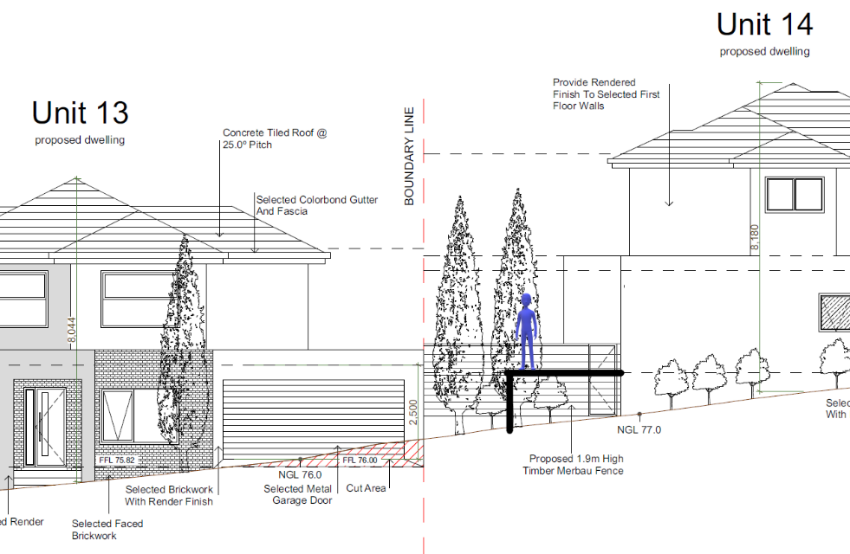 Unit 14
proposed dwelling
Provide Rendered
Finish To Selected First
Floor Walls
Unit 13
proposed dwelling
BOUNDARY LINE
Concrete Tiled Roof @
25.0º Pitch
Selected Colorbond Gutter
And Fascia
8,180
8,044
2,500
FFL 75.82
FFL 76.00
NGL 76.0
NGL 77.0
Selec
With
Proposed 1.9m High
Timber Merbau Fence
Selected Brickwork
With Render Finish
Selected Metal
Garage Door
Cut Area
ed Render
Selected Faced
Brickwork